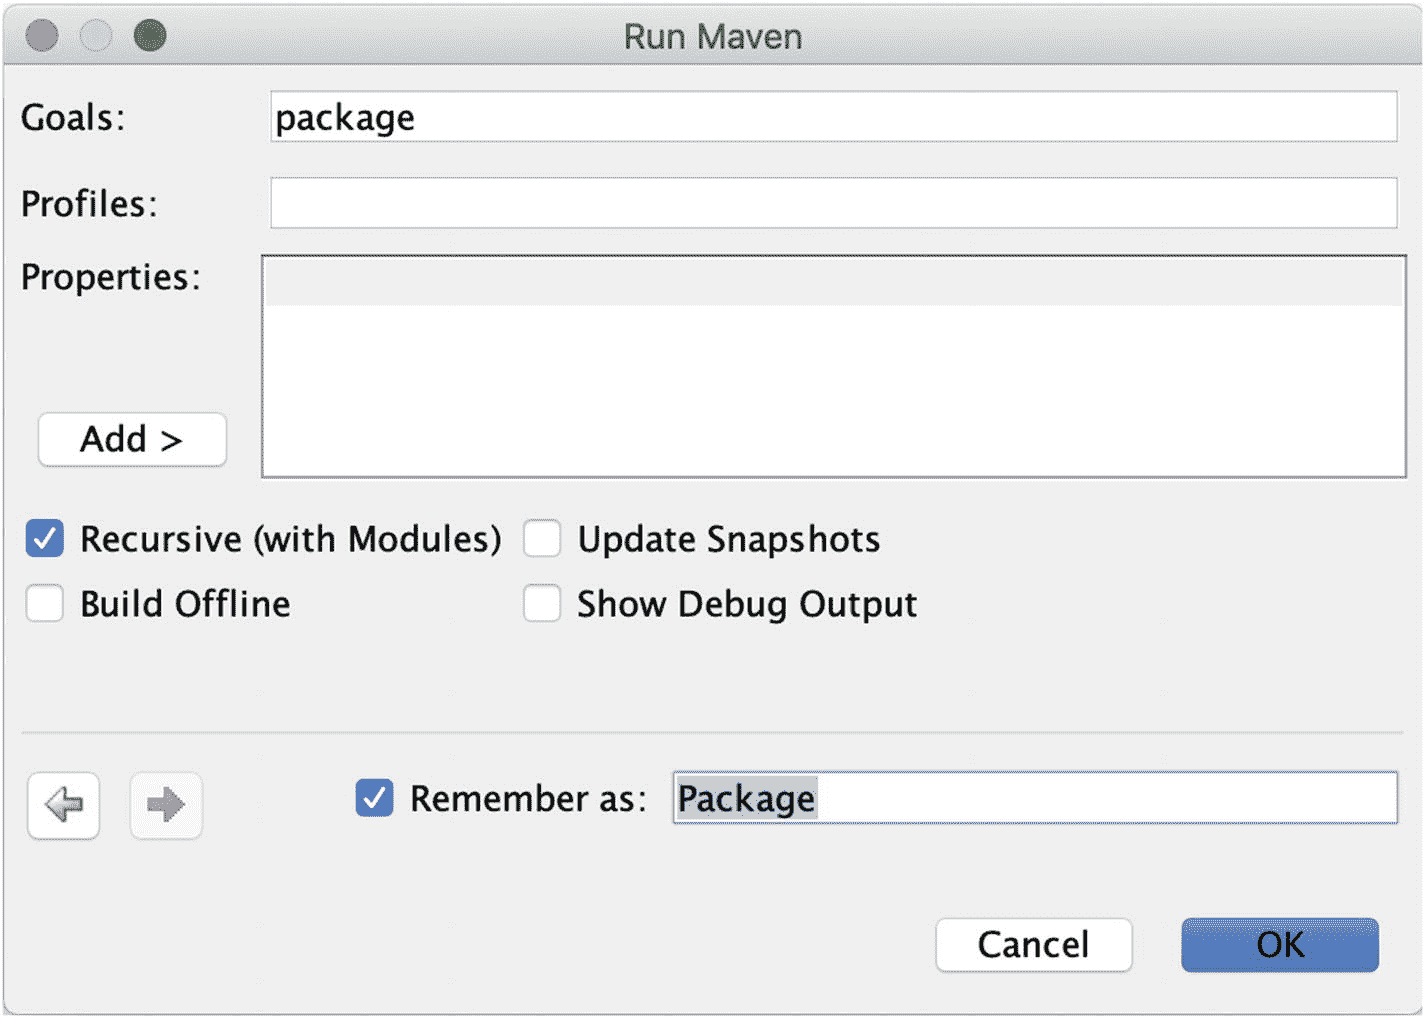 Run Maven
Goals: package
Profiles:
Properties:
Add >
Recursive (with Modules) Update Snapshots
Build Offline Show Debug Output
Remember as: Package
Cancel OK